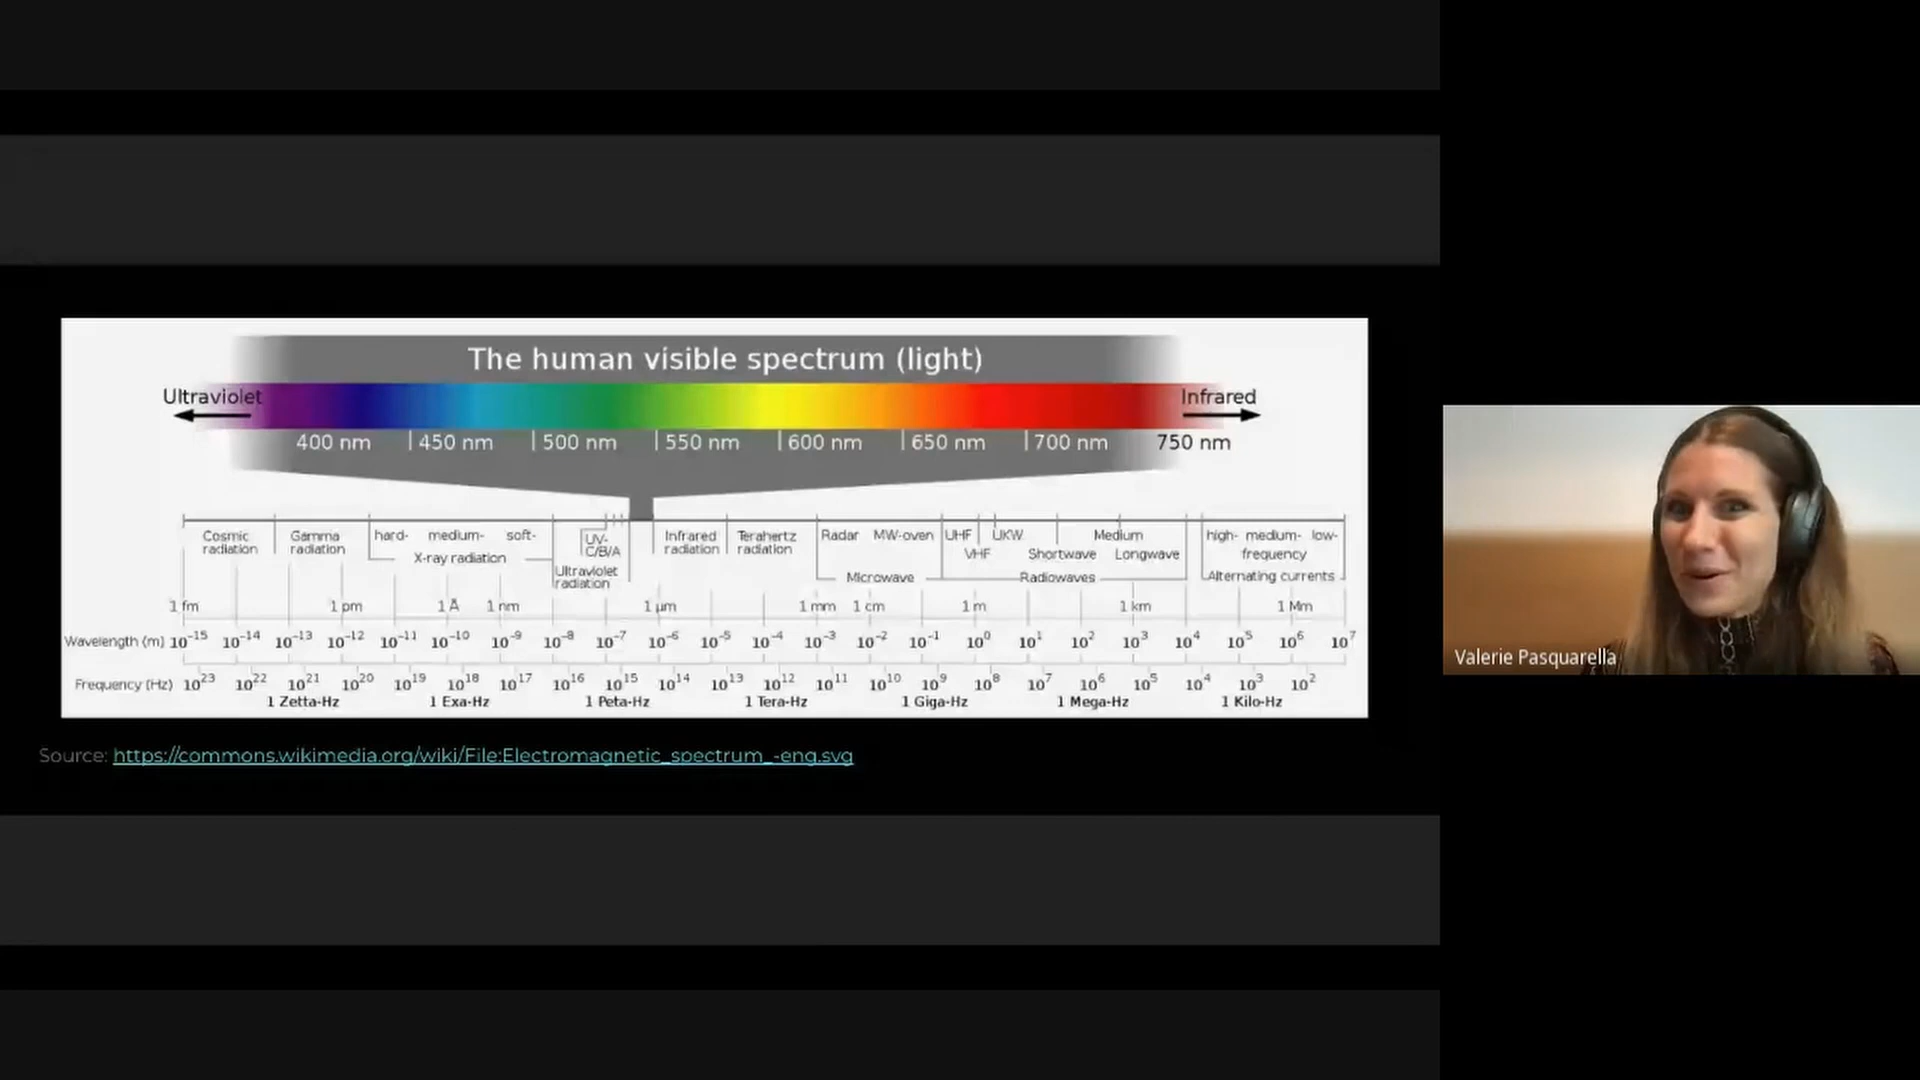 The human visible spectrum (light)
Ultraviolet
Infrared
400 nm 450 nm 500 nm 550 nm 600 nm 650 nm 700 nm 750 nm
Cosmic radiation
Gamma radiation
hard- medium- soft-
X-ray radiation
UV-C/B/A
Ultraviolet radiation
Infrared radiation
Terahertz radiation
Radar MW-oven
Microwave
UHF UKW Medium
VHF Shortwave Longwave
Radiowaves
high- medium- low-
frequency
Alternating currents
1 fm 1 pm 1 Å 1 nm 1 µm 1 mm 1 cm 1 m 1 km 1 Mm
Wavelength (m) 10⁻¹⁵ 10⁻¹⁴ 10⁻¹³ 10⁻¹² 10⁻¹¹ 10⁻¹⁰ 10⁻⁹ 10⁻⁸ 10⁻⁷ 10⁻⁶ 10⁻⁵ 10⁻⁴ 10⁻³ 10⁻² 10⁻¹ 10⁰ 10¹ 10² 10³ 10⁴ 10⁵ 10⁶ 10⁷
Frequency (Hz) 10²³ 10²² 10²¹ 10²⁰ 10¹⁹ 10¹⁸ 10¹⁷ 10¹⁶ 10¹⁵ 10¹⁴ 10¹³ 10¹² 10¹¹ 10¹⁰ 10⁹ 10⁸ 10⁷ 10⁶ 10⁵ 10⁴ 10³ 10²
1 Zetta-Hz 1 Exa-Hz 1 Peta-Hz 1 Tera-Hz 1 Giga-Hz 1 Mega-Hz 1 Kilo-Hz
Source: https://commons.wikimedia.org/wiki/File:Electromagnetic_spectrum_-eng.svg
Valerie Pasquarella